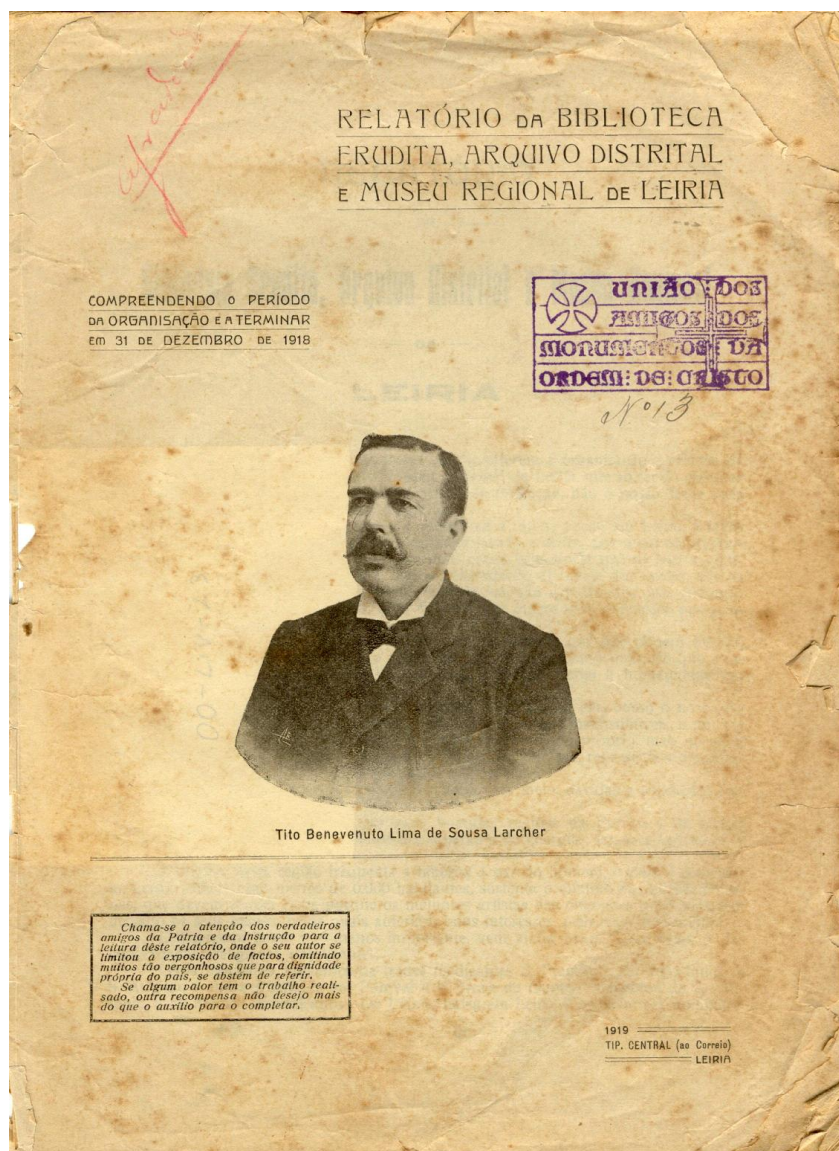 RELATÓRIO DA BIBLIOTECA
ERUDITA, ARQUIVO DISTRITAL
E MUSEU REGIONAL DE LEIRIA
COMPREENDENDO O PERÍODO
DA ORGANISAÇÃO E A TERMINAR
EM 31 DE DEZEMBRO DE 1918
UNIÃO DOS
AMIGOS DOS
MONUMENTOS DA
ORDEM: DE: CRISTO
Nº 13
LEIRIA
Tito Benevenuto Lima de Sousa Larcher
Chama-se a atenção dos verdadeiros
amigos da Patria e da Instrução para a
leitura dêste relatório, onde o seu autor se
limitou a exposição de factos, omitindo
muitos tão vergonhosos que para dignidade
própria do país, se abstém de referir.
Se algum valor tem o trabalho reali-
sado, outra recompensa não desejo mais
do que o auxílio para o completar.
1919
TIP. CENTRAL (ao Correio)
LEIRIA